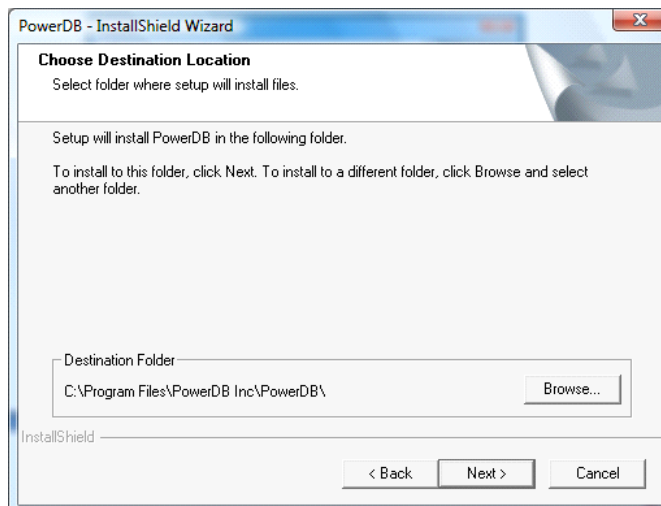 PowerDB - InstallShield Wizard
Choose Destination Location
Select folder where setup will install files.
Setup will install PowerDB in the following folder.
To install to this folder, click Next. To install to a different folder, click Browse and select
another folder.
Destination Folder
C:\Program Files\PowerDB Inc\PowerDB\
Browse...
InstallShield
< Back
Next >
Cancel